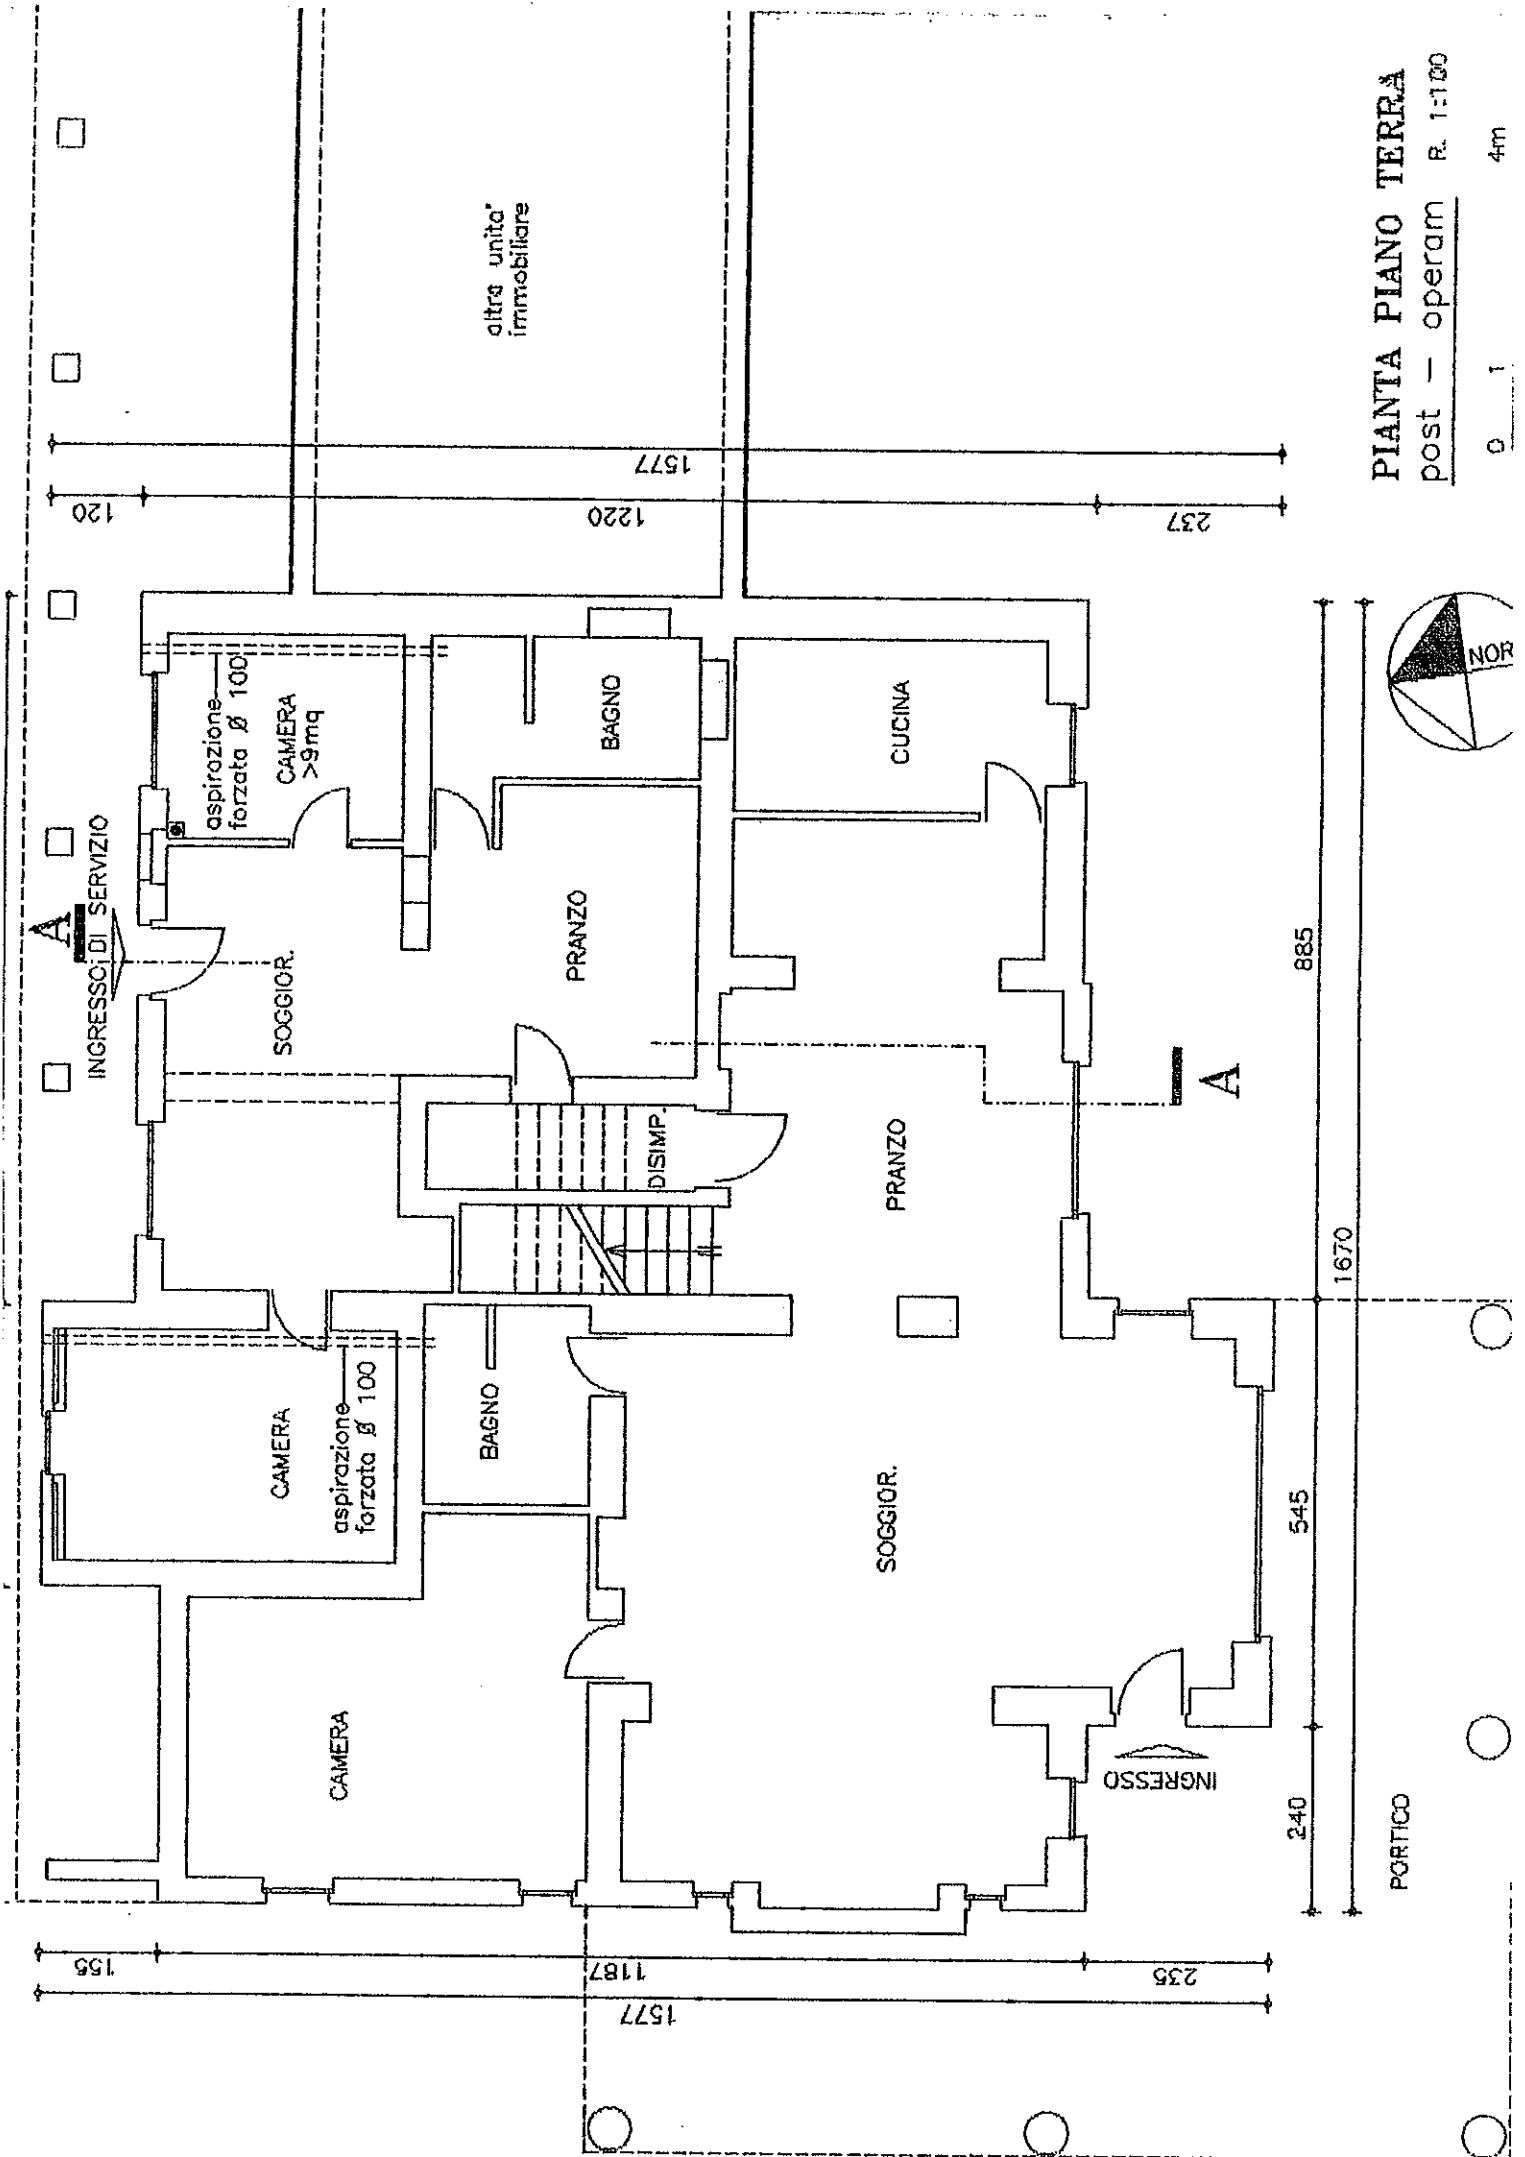 PIANTA PIANO TERRA
post - operam R. 1:100
0 1 4m
NOR
altra unita'
immobiliare
1577
120
1220
237
aspirazione
forzata Ø 100
CAMERA
>9mq
BAGNO
CUCINA
A
INGRESSO DI SERVIZIO
SOGGIOR.
PRANZO
DISIMP.
PRANZO
A
885
1670
545
240
CAMERA
aspirazione
forzata Ø 100
BAGNO
SOGGIOR.
CAMERA
INGRESSO
PORTICO
155
1187
235
1577